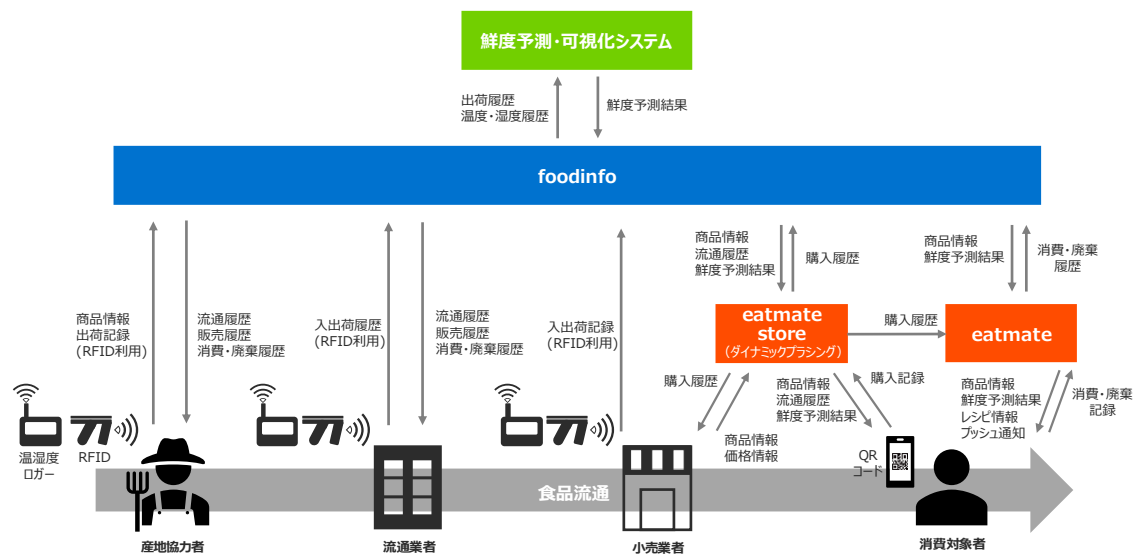 鮮度予測・可視化システム
出荷履歴
温度・湿度履歴
鮮度予測結果
foodinfo
商品情報
出荷記録
(RFID利用)
流通履歴
販売履歴
消費・廃棄履歴
入出荷履歴
(RFID利用)
流通履歴
販売履歴
消費・廃棄履歴
入出荷記録
(RFID利用)
商品情報
流通履歴
鮮度予測結果
購入履歴
商品情報
鮮度予測結果
消費・廃棄
履歴
eatmate
store
(ダイナミックプラシング)
購入履歴
eatmate
購入履歴
商品情報
価格情報
商品情報
流通履歴
鮮度予測結果
購入記録
商品情報
鮮度予測結果
レシピ情報
プッシュ通知
消費・廃棄
記録
温湿度
ロガー
RFID
QR
コード
食品流通
産地協力者
流通業者
小売業者
消費対象者